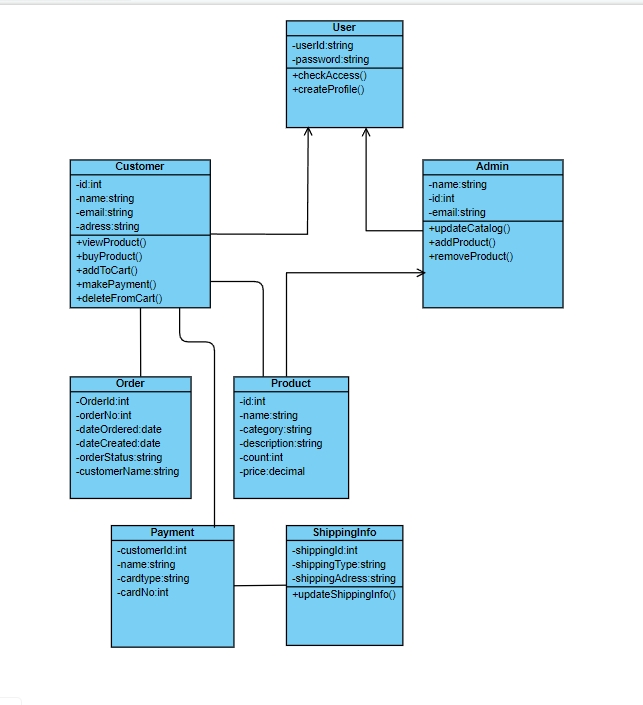 User
-userId:string
-password:string
+checkAccess()
+createProfile()
Customer
-id:int
-name:string
-email:string
-adress:string
+viewProduct()
+buyProduct()
+addToCart()
+makePayment()
+deleteFromCart()
Admin
-name:string
-id:int
-email:string
+updateCatalog()
+addProduct()
+removeProduct()
Order
-OrderId:int
-orderNo:int
-dateOrdered:date
-dateCreated:date
-orderStatus:string
-customerName:string
Product
-id:int
-name:string
-category:string
-description:string
-count:int
-price:decimal
Payment
-customerId:int
-name:string
-cardtype:string
-cardNo:int
ShippingInfo
-shippingId:int
-shippingType:string
-shippingAdress:string
+updateShippingInfo()